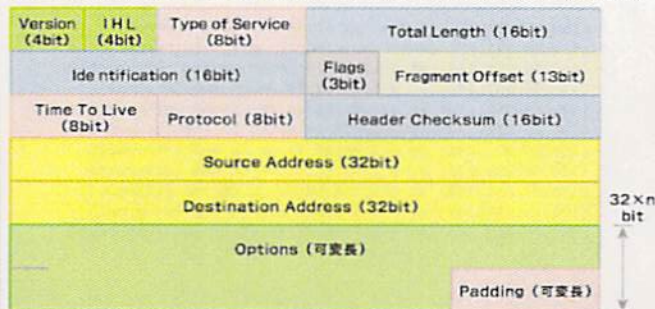 Version (4bit)
IHL (4bit)
Type of Service (8bit)
Total Length (16bit)
Identification (16bit)
Flags (3bit)
Fragment Offset (13bit)
Time To Live (8bit)
Protocol (8bit)
Header Checksum (16bit)
Source Address (32bit)
Destination Address (32bit)
32×n bit
Options (可変長)
Padding (可変長)